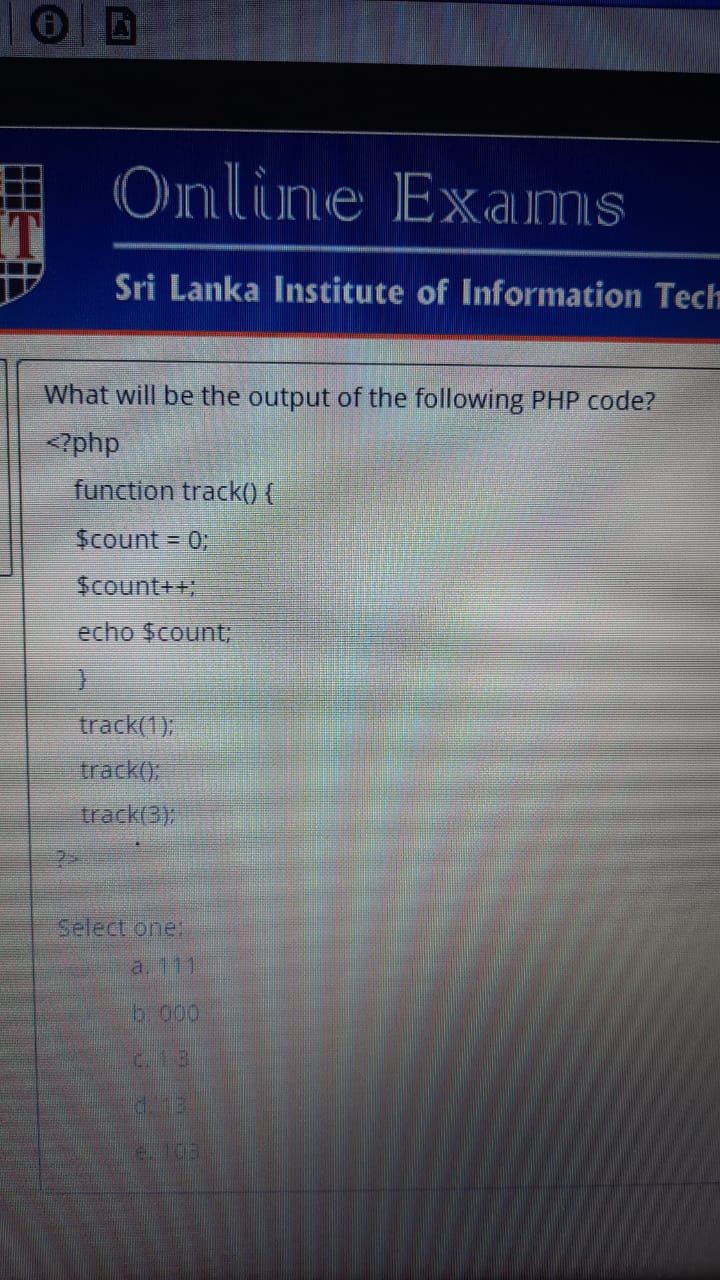 Online Exams
IT
Sri Lanka Institute of Information Tech
What will be the output of the following PHP code?
<?php
function track() {
$count = 0;
$count++;
echo $count;
}
track(1);
track();
track(3);
?>
Select one:
a. 111
b. 000
c. 1 3
d. 13
e. 103